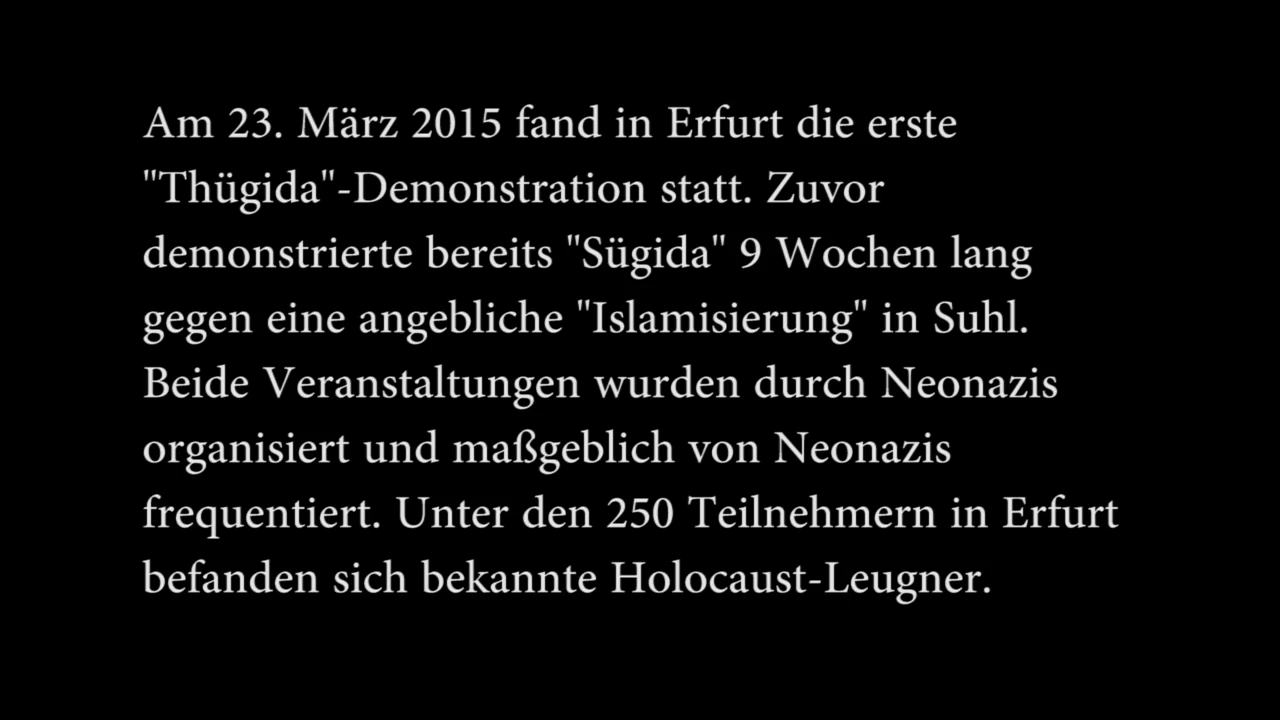 Am 23. März 2015 fand in Erfurt die erste
"Thügida"-Demonstration statt. Zuvor
demonstrierte bereits "Sügida" 9 Wochen lang
gegen eine angebliche "Islamisierung" in Suhl.
Beide Veranstaltungen wurden durch Neonazis
organisiert und maßgeblich von Neonazis
frequentiert. Unter den 250 Teilnehmern in Erfurt
befanden sich bekannte Holocaust-Leugner.